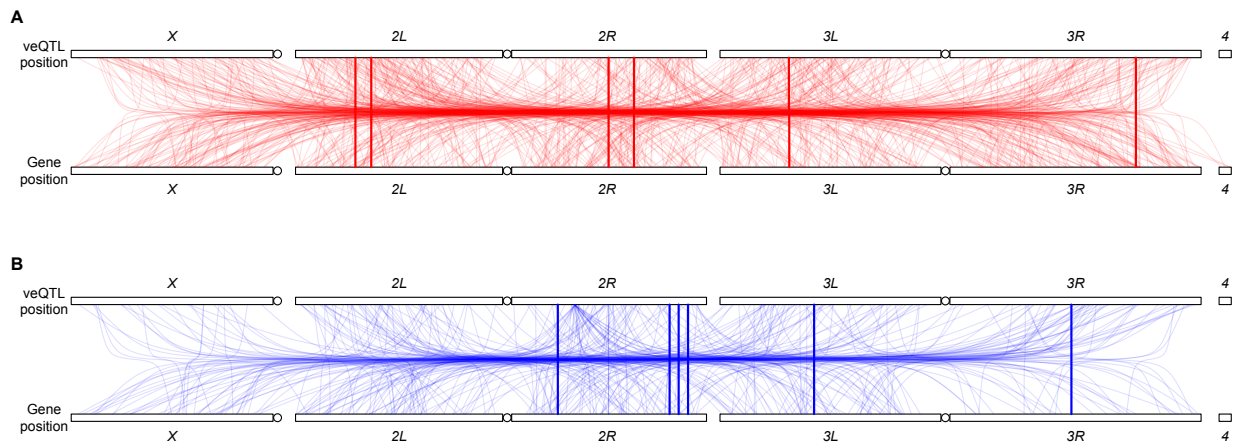 A
X 2L 2R 3L 3R 4
veQTL
position
Gene
position
X 2L 2R 3L 3R 4
B
X 2L 2R 3L 3R 4
veQTL
position
Gene
position
X 2L 2R 3L 3R 4